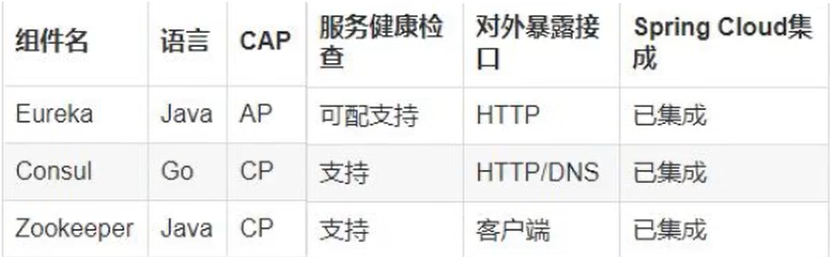 组件名 语言 CAP 服务健康检查 对外暴露接口 Spring Cloud集成
Eureka Java AP 可配支持 HTTP 已集成
Consul Go CP 支持 HTTP/DNS 已集成
Zookeeper Java CP 支持 客户端 已集成